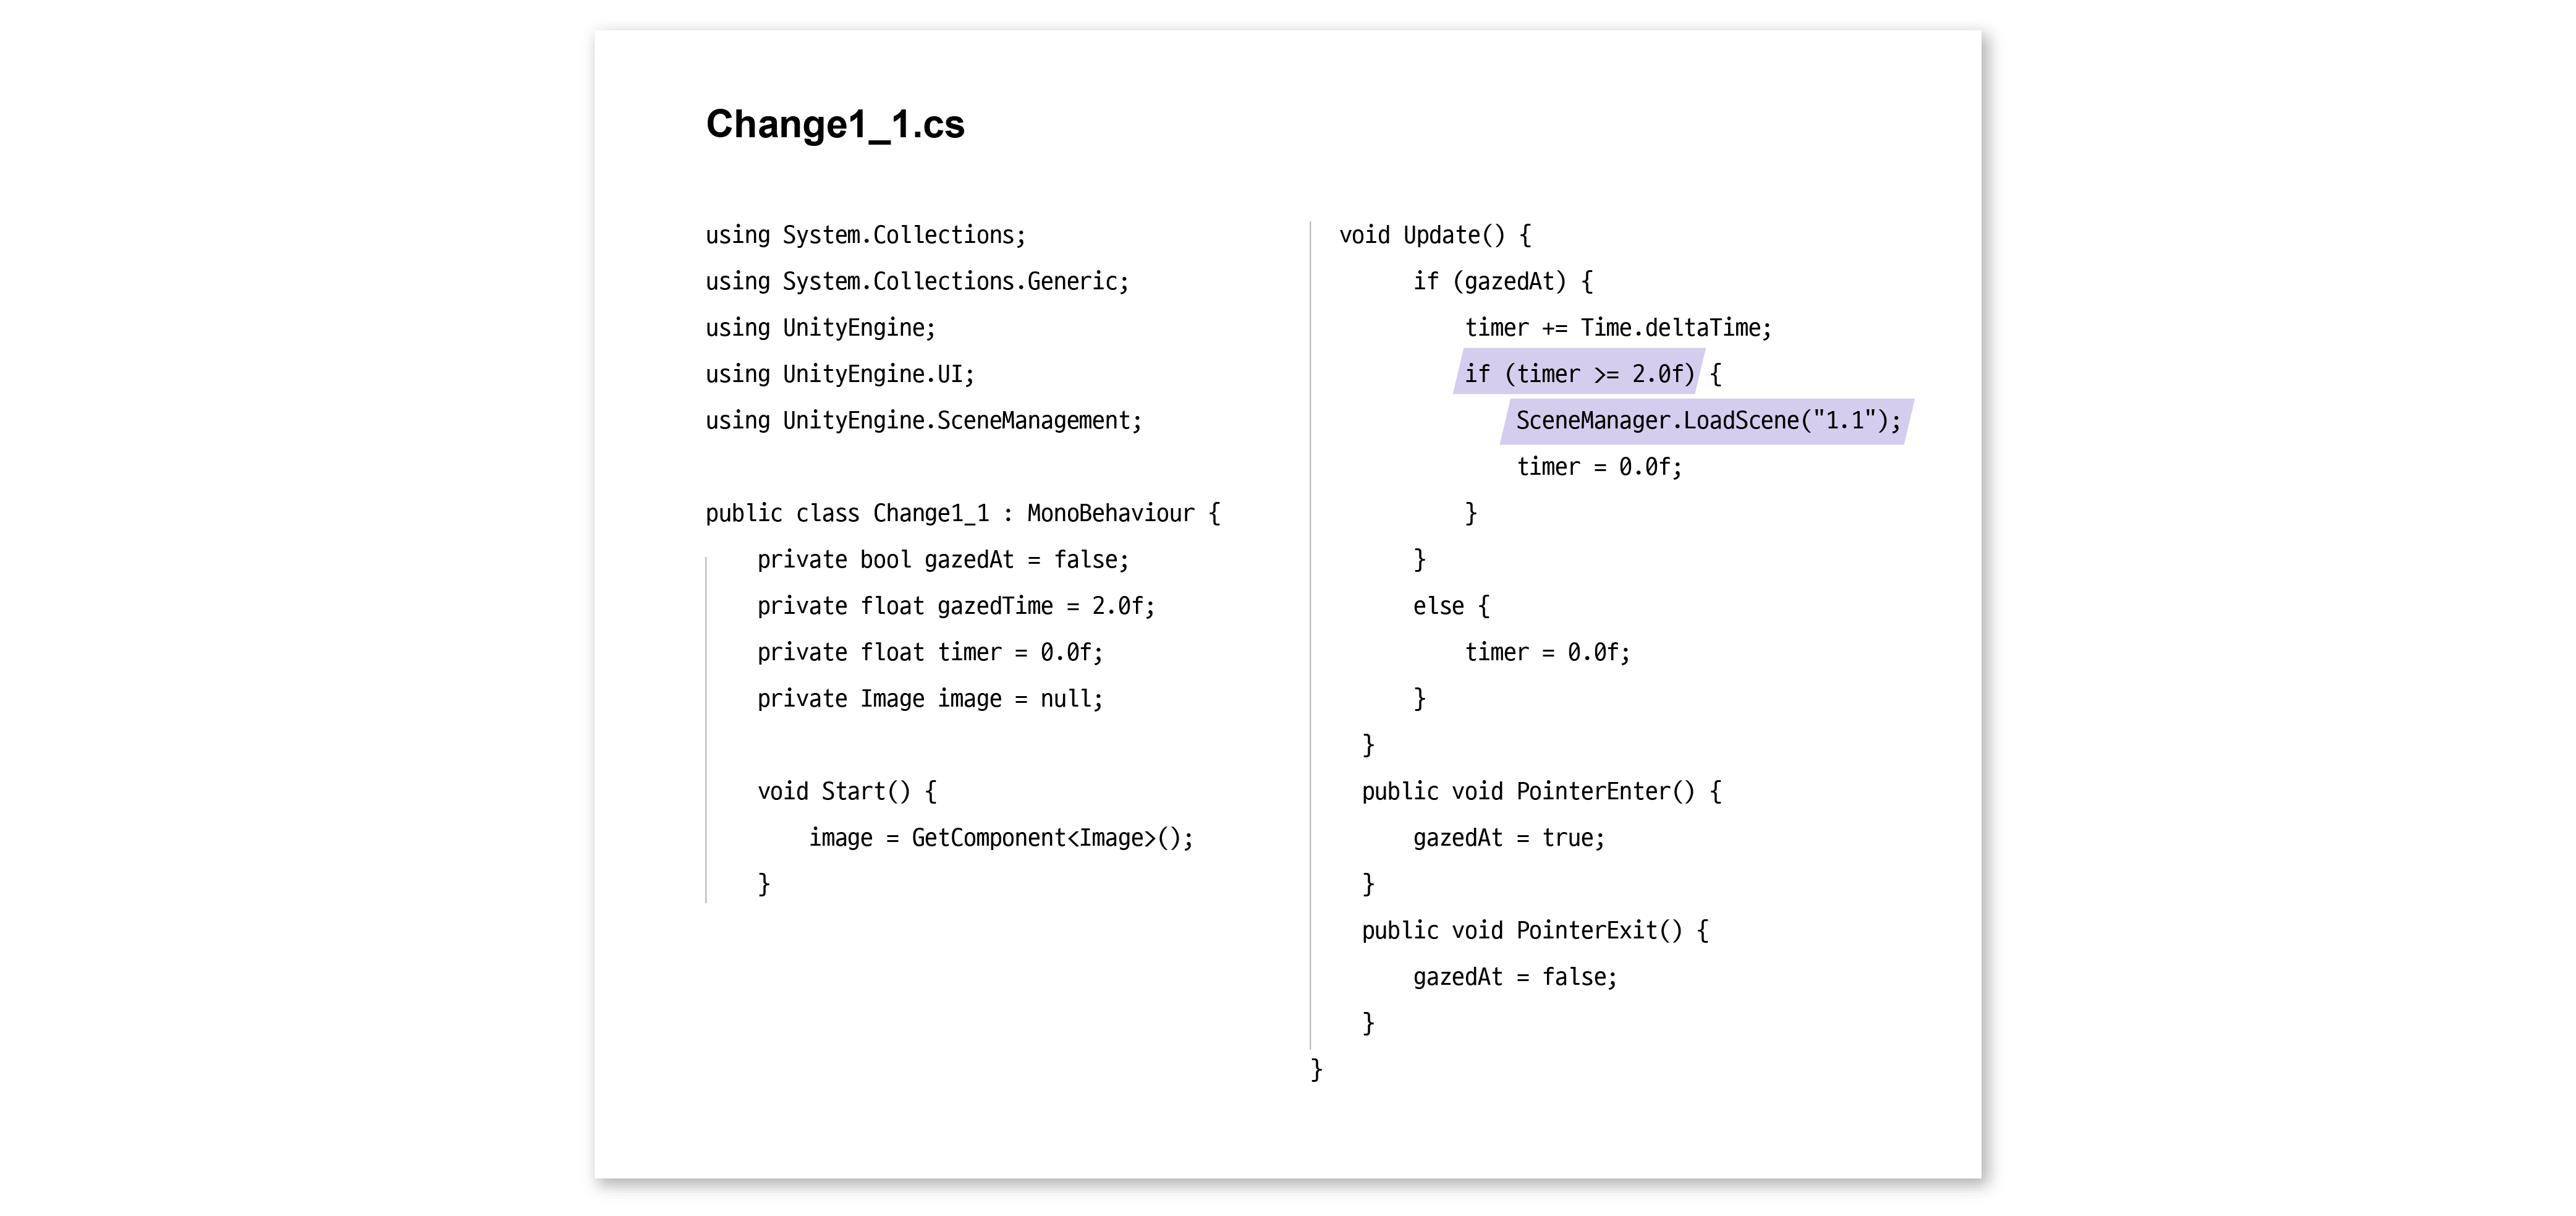 Change1_1.cs
using System.Collections;
using System.Collections.Generic;
using UnityEngine;
using UnityEngine.UI;
using UnityEngine.SceneManagement;
public class Change1_1 : MonoBehaviour {
private bool gazedAt = false;
private float gazedTime = 2.0f;
private float timer = 0.0f;
private Image image = null;
void Start() {
image = GetComponent<Image>();
}
void Update() {
if (gazedAt) {
timer += Time.deltaTime;
if (timer >= 2.0f) {
SceneManager.LoadScene("1.1");
timer = 0.0f;
}
}
else {
timer = 0.0f;
}
}
public void PointerEnter() {
gazedAt = true;
}
public void PointerExit() {
gazedAt = false;
}
}